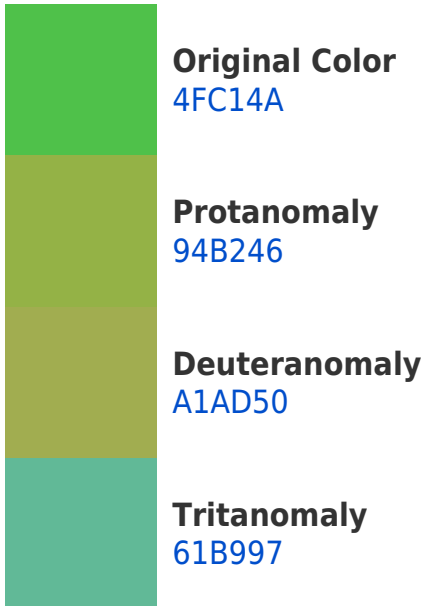 Original Color
4FC14A
Protanomaly
94B246
Deuteranomaly
A1AD50
Tritanomaly
61B997